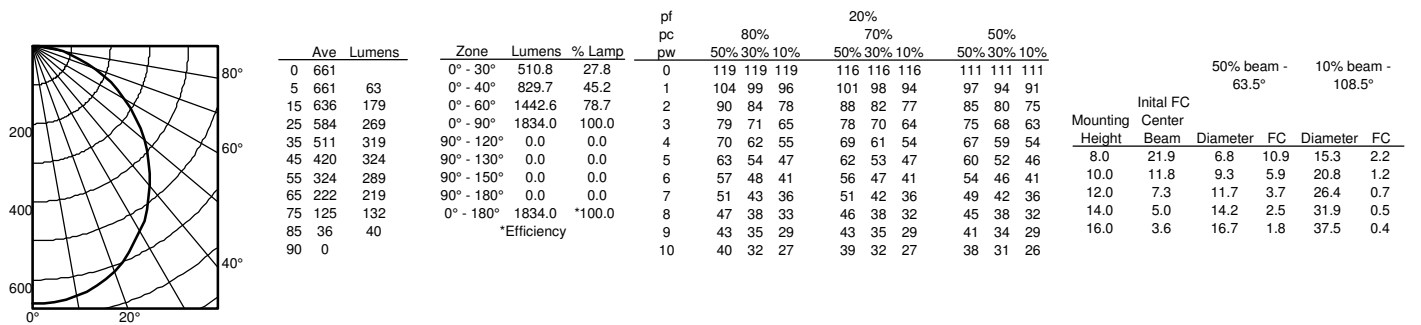 80°
60°
40°
20°
0°
200
400
600
Ave Lumens
0 661
5 661 63
15 636 179
25 584 269
35 511 319
45 420 324
55 324 289
65 222 219
75 125 132
85 36 40
90 0
Zone Lumens % Lamp
0° - 30° 510.8 27.8
0° - 40° 829.7 45.2
0° - 60° 1442.6 78.7
0° - 90° 1834.0 100.0
90° - 120° 0.0 0.0
90° - 130° 0.0 0.0
90° - 150° 0.0 0.0
90° - 180° 0.0 0.0
0° - 180° 1834.0 *100.0
*Efficiency
pf 20%
pc 80% 70% 50%
pw 50% 30% 10% 50% 30% 10% 50% 30% 10%
0 119 119 119 116 116 116 111 111 111
1 104 99 96 101 98 94 97 94 91
2 90 84 78 88 82 77 85 80 75
3 79 71 65 78 70 64 75 68 63
4 70 62 55 69 61 54 67 59 54
5 63 54 47 62 53 47 60 52 46
6 57 48 41 56 47 41 54 46 41
7 51 43 36 51 42 36 49 42 36
8 47 38 33 46 38 32 45 38 32
9 43 35 29 43 35 29 41 34 29
10 40 32 27 39 32 27 38 31 26
50% beam - 10% beam -
63.5° 108.5°
Inital FC
Mounting Center
Height Beam Diameter FC Diameter FC
8.0 21.9 6.8 10.9 15.3 2.2
10.0 11.8 9.3 5.9 20.8 1.2
12.0 7.3 11.7 3.7 26.4 0.7
14.0 5.0 14.2 2.5 31.9 0.5
16.0 3.6 16.7 1.8 37.5 0.4